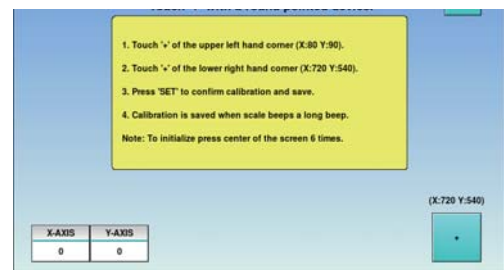 1. Touch '+' of the upper left hand corner (X:80 Y:90).
2. Touch '+' of the lower right hand corner (X:720 Y:540).
3. Press 'SET' to confirm calibration and save.
4. Calibration is saved when scale beeps a long beep.
Note: To initialize press center of the screen 6 times.
(X:720 Y:540)
X-AXIS Y-AXIS
0 0
+